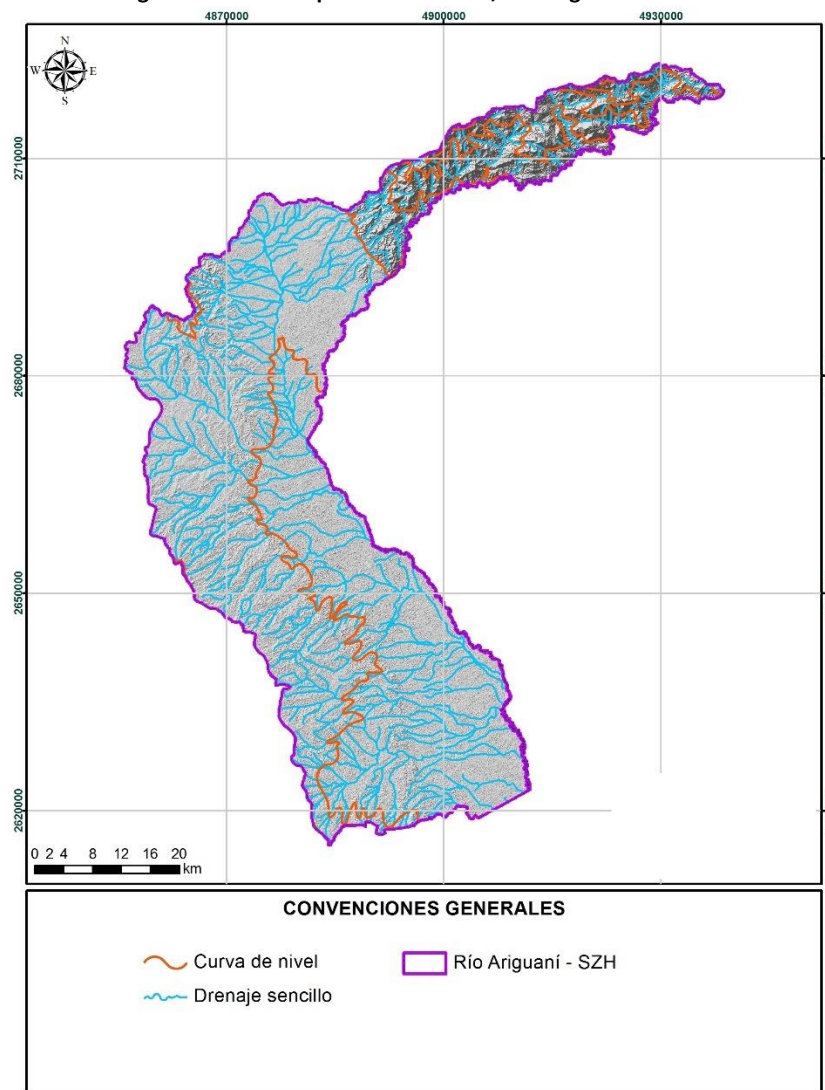 4870000 4900000 4930000
N
W E
S
2710000
2680000
2650000
2620000
0 2 4 8 12 16 20
km
CONVENCIONES GENERALES
Curva de nivel
Río Ariguaní - SZH
Drenaje sencillo